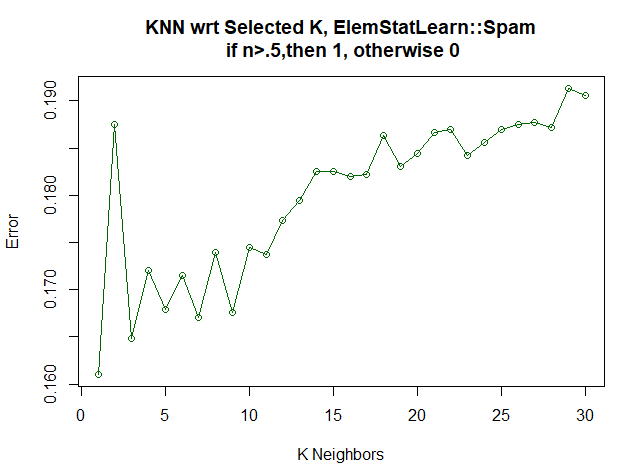 KNN wrt Selected K, ElemStatLearn::Spam
if n>.5,then 1, otherwise 0
Error
0.190
0.180
0.170
0.160
0 5 10 15 20 25 30
K Neighbors